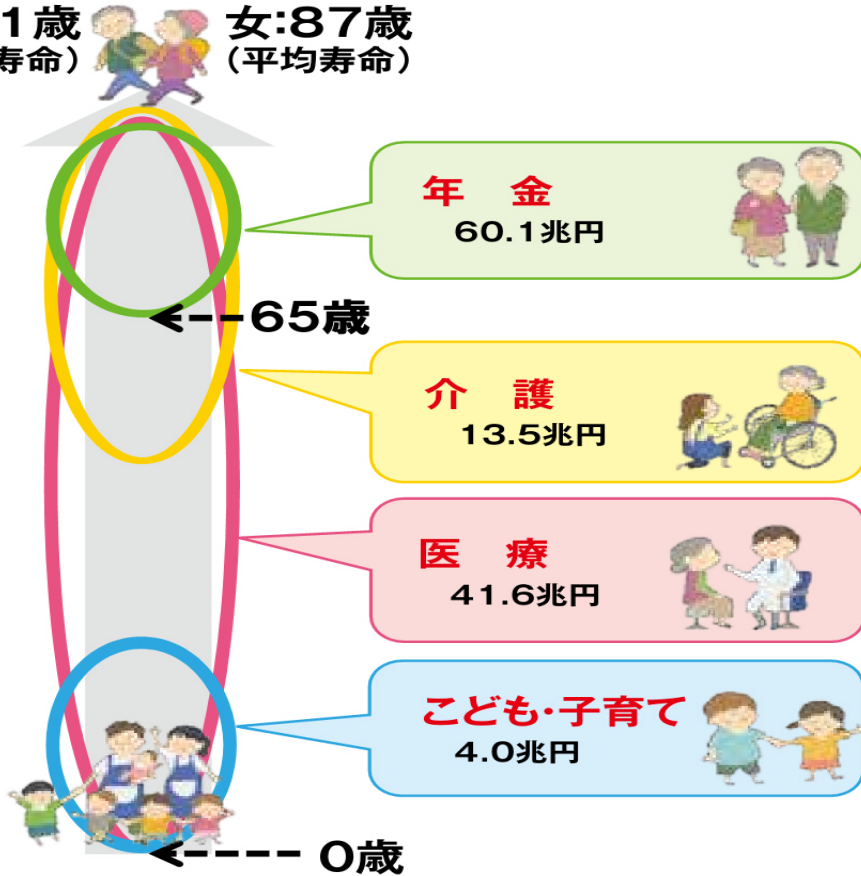 1歳
寿命）
女:87歳
（平均寿命）
年　金
60.1兆円
65歳
介　護
13.5兆円
医　療
41.6兆円
こども・子育て
4.0兆円
0歳